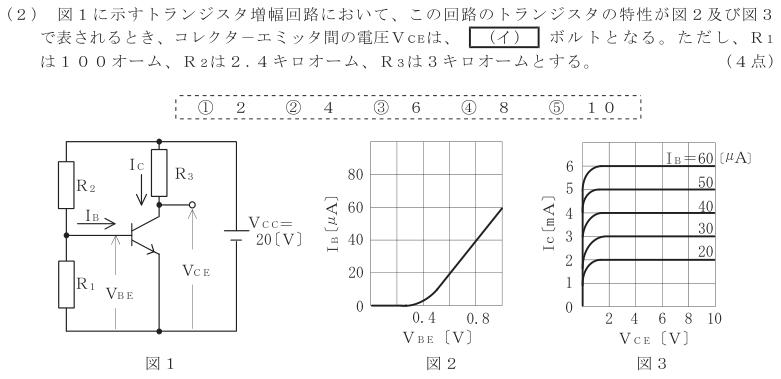 （２） 図１に示すトランジスタ増幅回路において、この回路のトランジスタの特性が図２及び図３
で表されるとき、コレクタ－エミッタ間の電圧ＶCEは、 （イ） ボルトとなる。ただし、Ｒ1
は１００オーム、Ｒ2は２.４キロオーム、Ｒ3は３キロオームとする。 （４点）
① ２ ② ４ ③ ６ ④ ８ ⑤ １０
IC
R3
R2
IB
VCC＝
20〔V〕
VCE
R1
VBE
図１
IB〔μA〕
80
60
40
20
0
0.4 0.8
VBE〔V〕
図２
IC〔mA〕
6
5
4
3
2
1
0
IB＝60〔μA〕
50
40
30
20
2 4 6 8 10
VCE〔V〕
図３